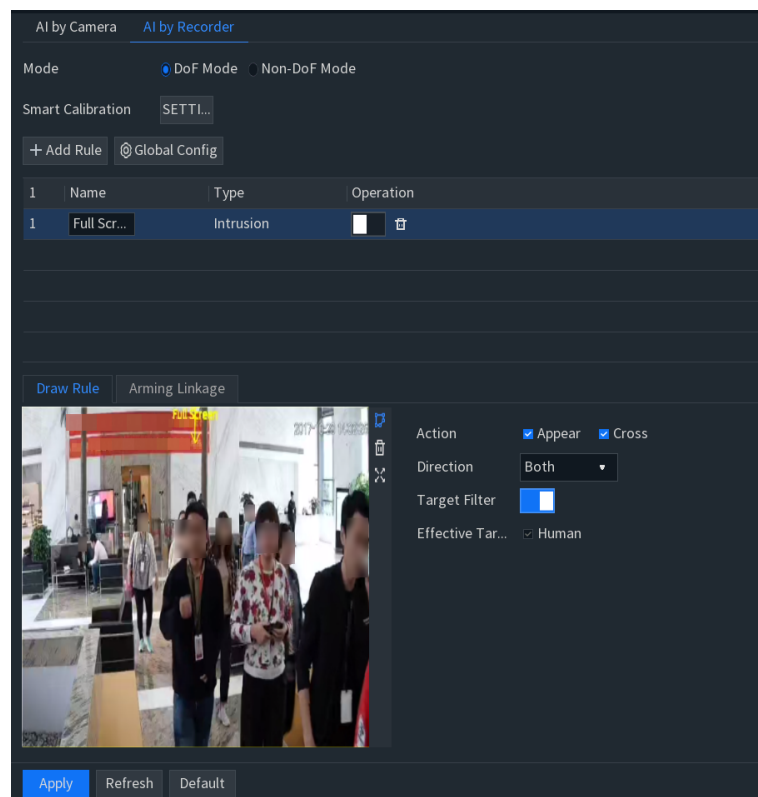 AI by Camera AI by Recorder
Mode DoF Mode Non-DoF Mode
Smart Calibration SETTI...
+ Add Rule Global Config
1 Name Type Operation
1 Full Scr... Intrusion
Draw Rule Arming Linkage
Full Screen
Action Appear Cross
Direction Both
Target Filter
Effective Tar... Human
Apply Refresh Default